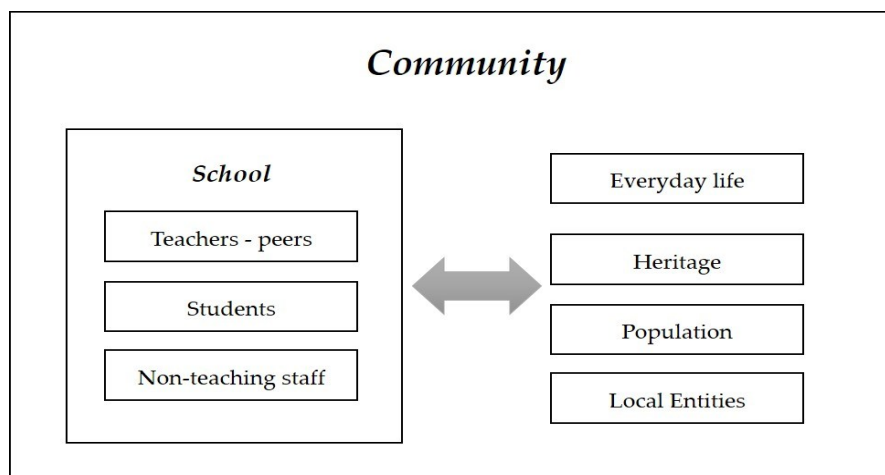 Community
School
Teachers - peers
Students
Non-teaching staff
Everyday life
Heritage
Population
Local Entities